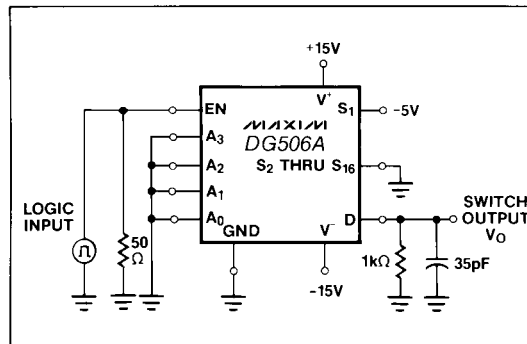 +15V
V+
EN
S1
-5V
MAXIM
A3
DG506A
A2
S2 THRU S16
A1
LOGIC
INPUT
A0
GND
D
SWITCH
OUTPUT
VO
50
Ω
V−
1kΩ
35pF
-15V